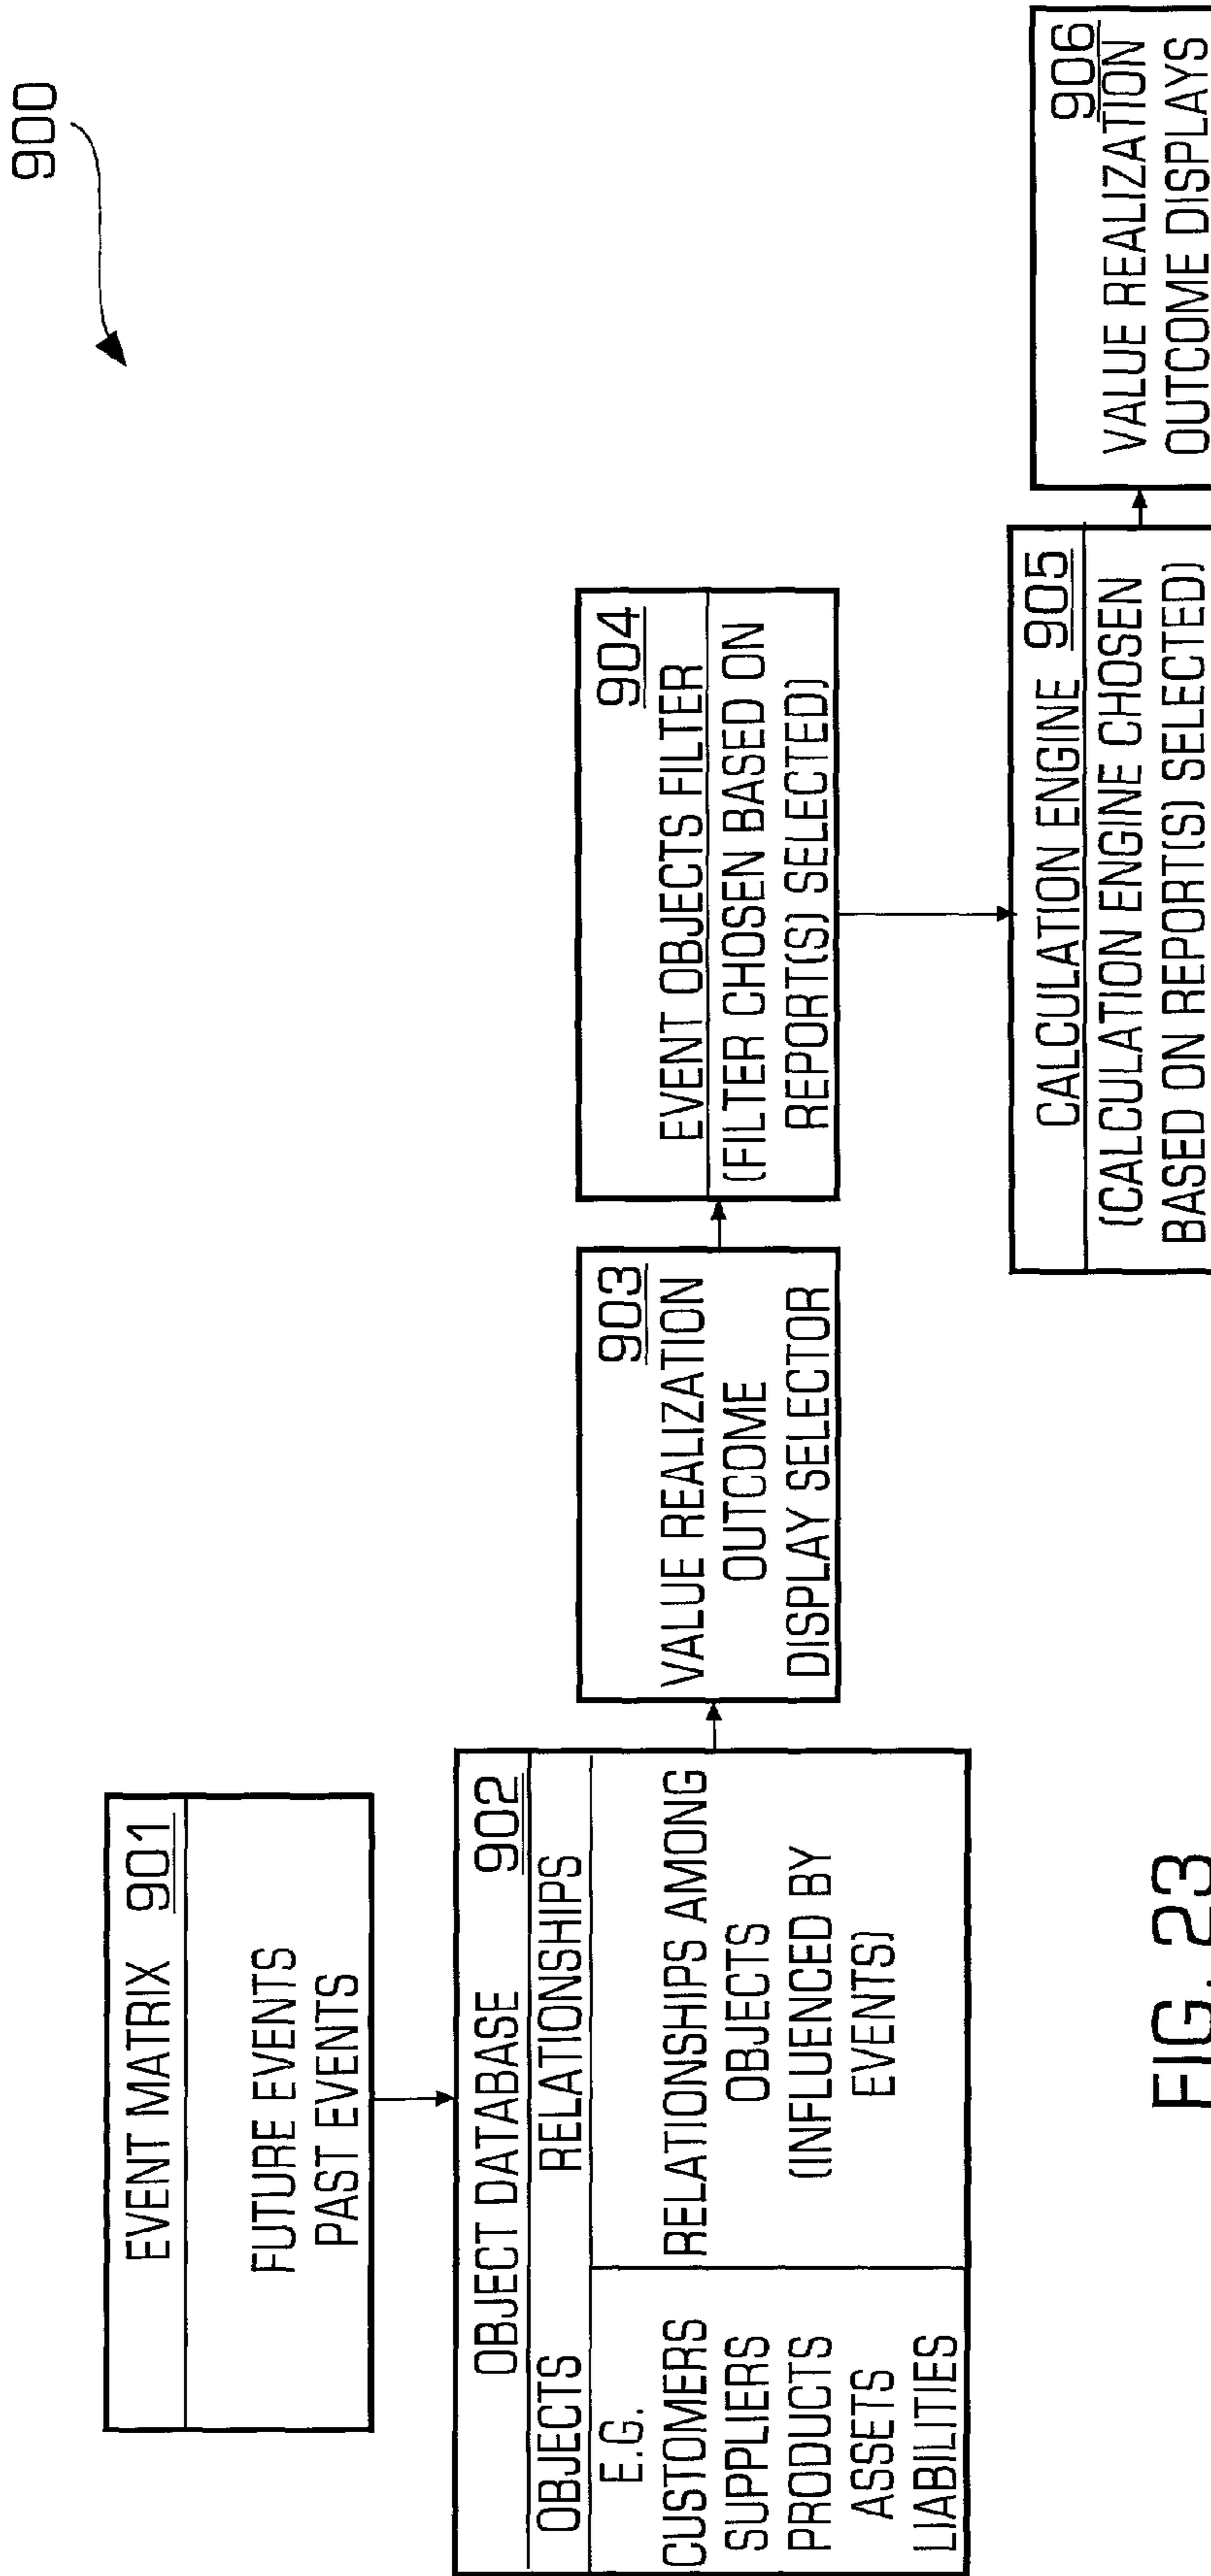 900
EVENT MATRIX 901
FUTURE EVENTS
PAST EVENTS
OBJECT DATABASE 902
OBJECTS RELATIONSHIPS
E.G.
CUSTOMERS
SUPPLIERS
PRODUCTS
ASSETS
LIABILITIES
RELATIONSHIPS AMONG
OBJECTS
(INFLUENCED BY
EVENTS)
903
VALUE REALIZATION
OUTCOME
DISPLAY SELECTOR
904
EVENT OBJECTS FILTER
(FILTER CHOSEN BASED ON
REPORT(S) SELECTED)
CALCULATION ENGINE 905
(CALCULATION ENGINE CHOSEN
BASED ON REPORT(S) SELECTED)
906
VALUE REALIZATION
OUTCOME DISPLAYS
FIG. 23